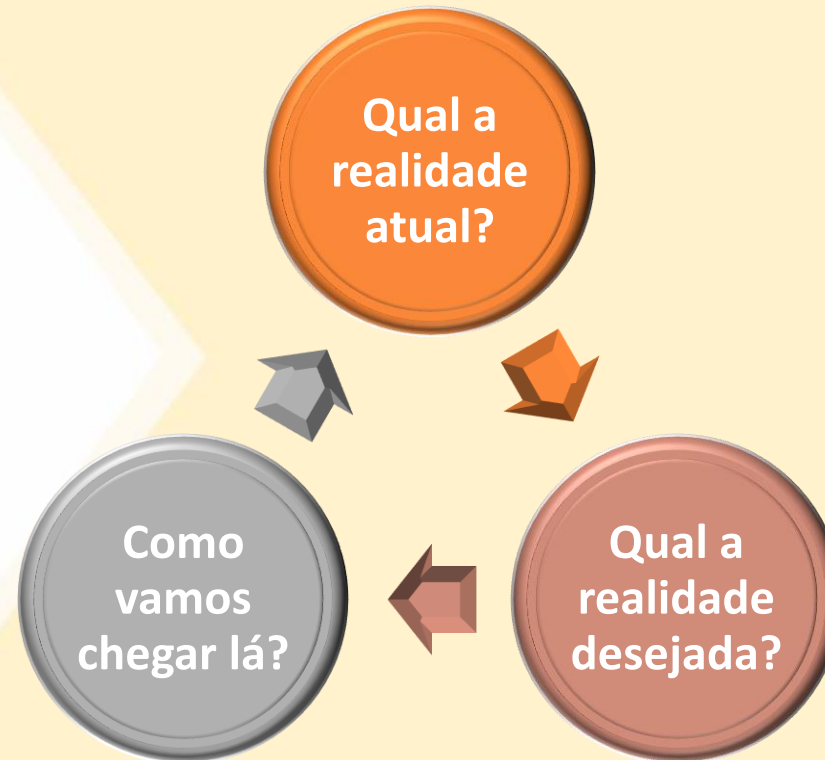 Qual a
realidade
atual?
Qual a
realidade
desejada?
Como
vamos
chegar lá?